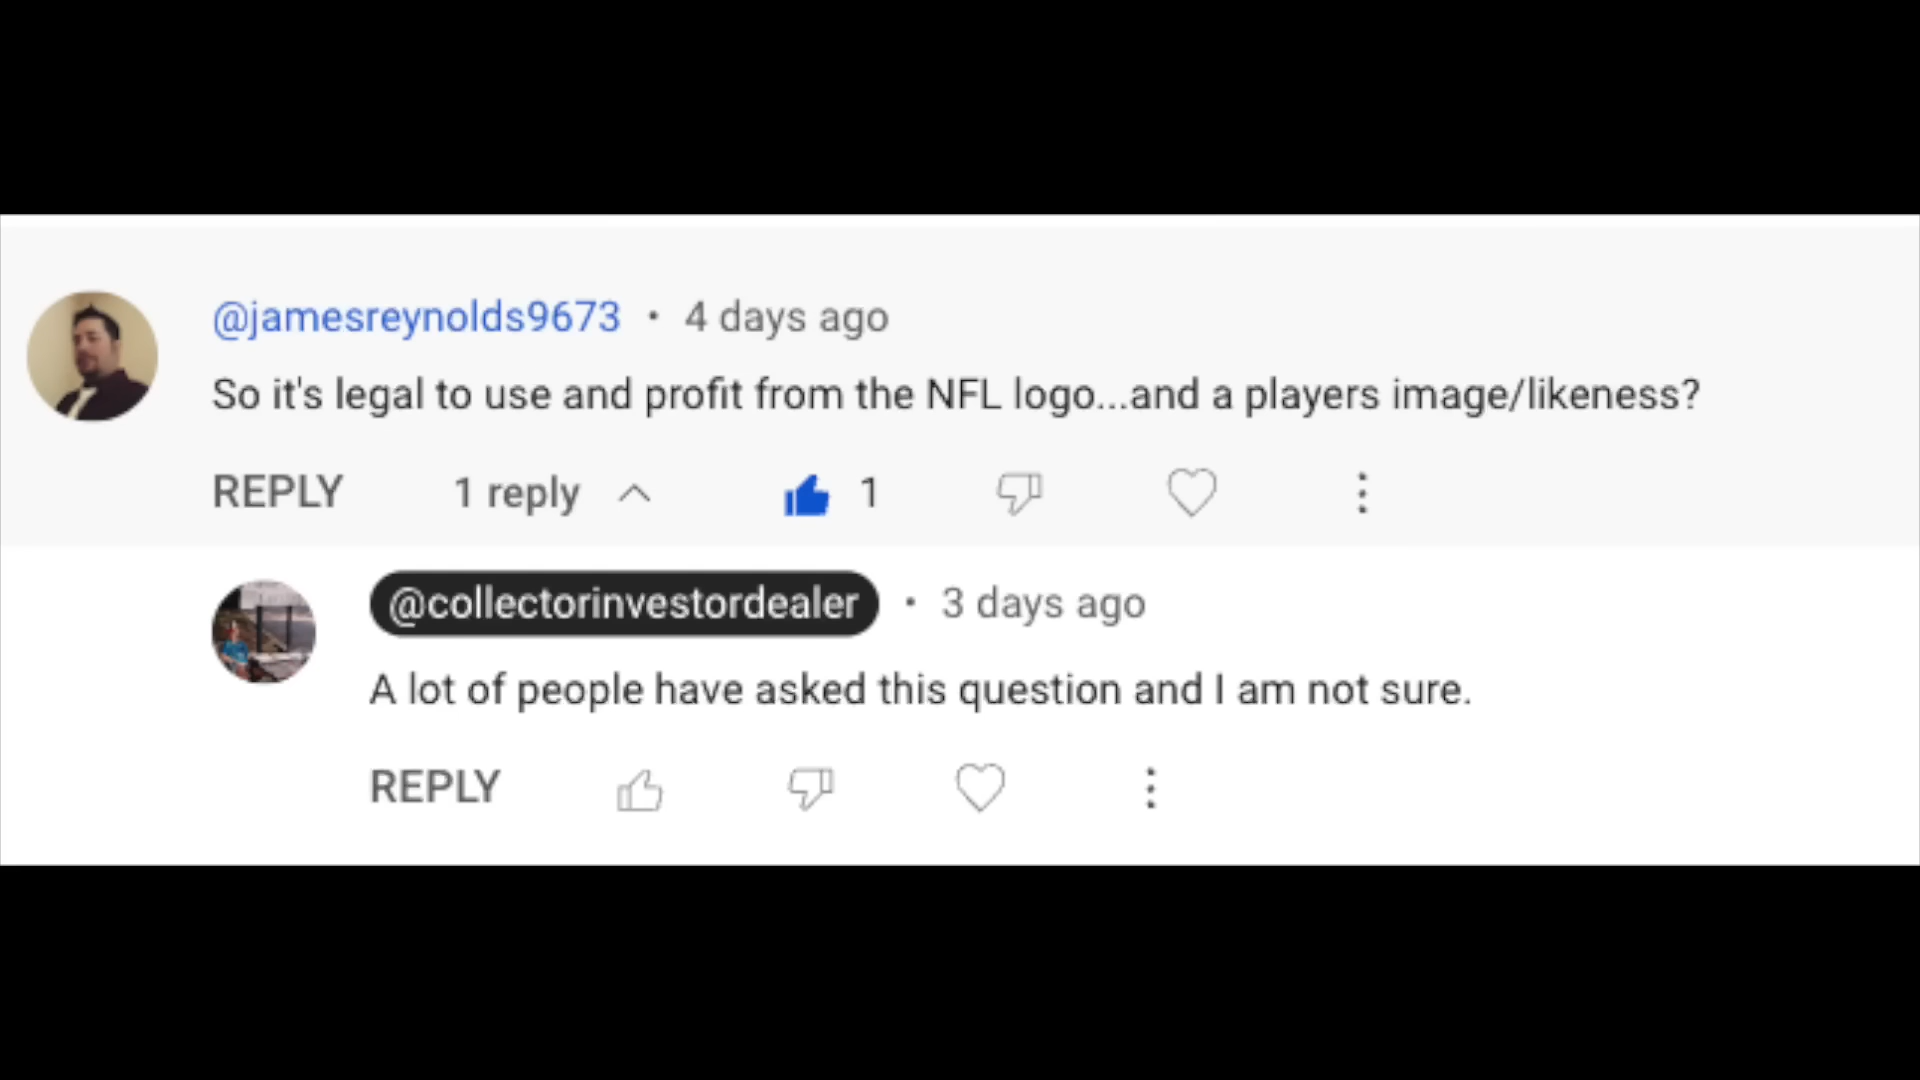 @jamesreynolds9673 • 4 days ago
So it's legal to use and profit from the NFL logo...and a players image/likeness?
REPLY 1 reply 1
@collectorinvestordealer • 3 days ago
A lot of people have asked this question and I am not sure.
REPLY